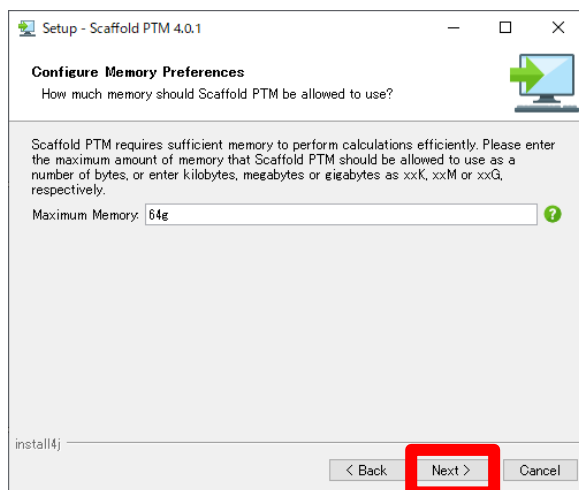 Setup - Scaffold PTM 4.0.1
Configure Memory Preferences
How much memory should Scaffold PTM be allowed to use?
Scaffold PTM requires sufficient memory to perform calculations efficiently. Please enter
the maximum amount of memory that Scaffold PTM should be allowed to use as a
number of bytes, or enter kilobytes, megabytes or gigabytes as xxK, xxM or xxG,
respectively.
Maximum Memory: 64g
install4j
< Back Next > Cancel